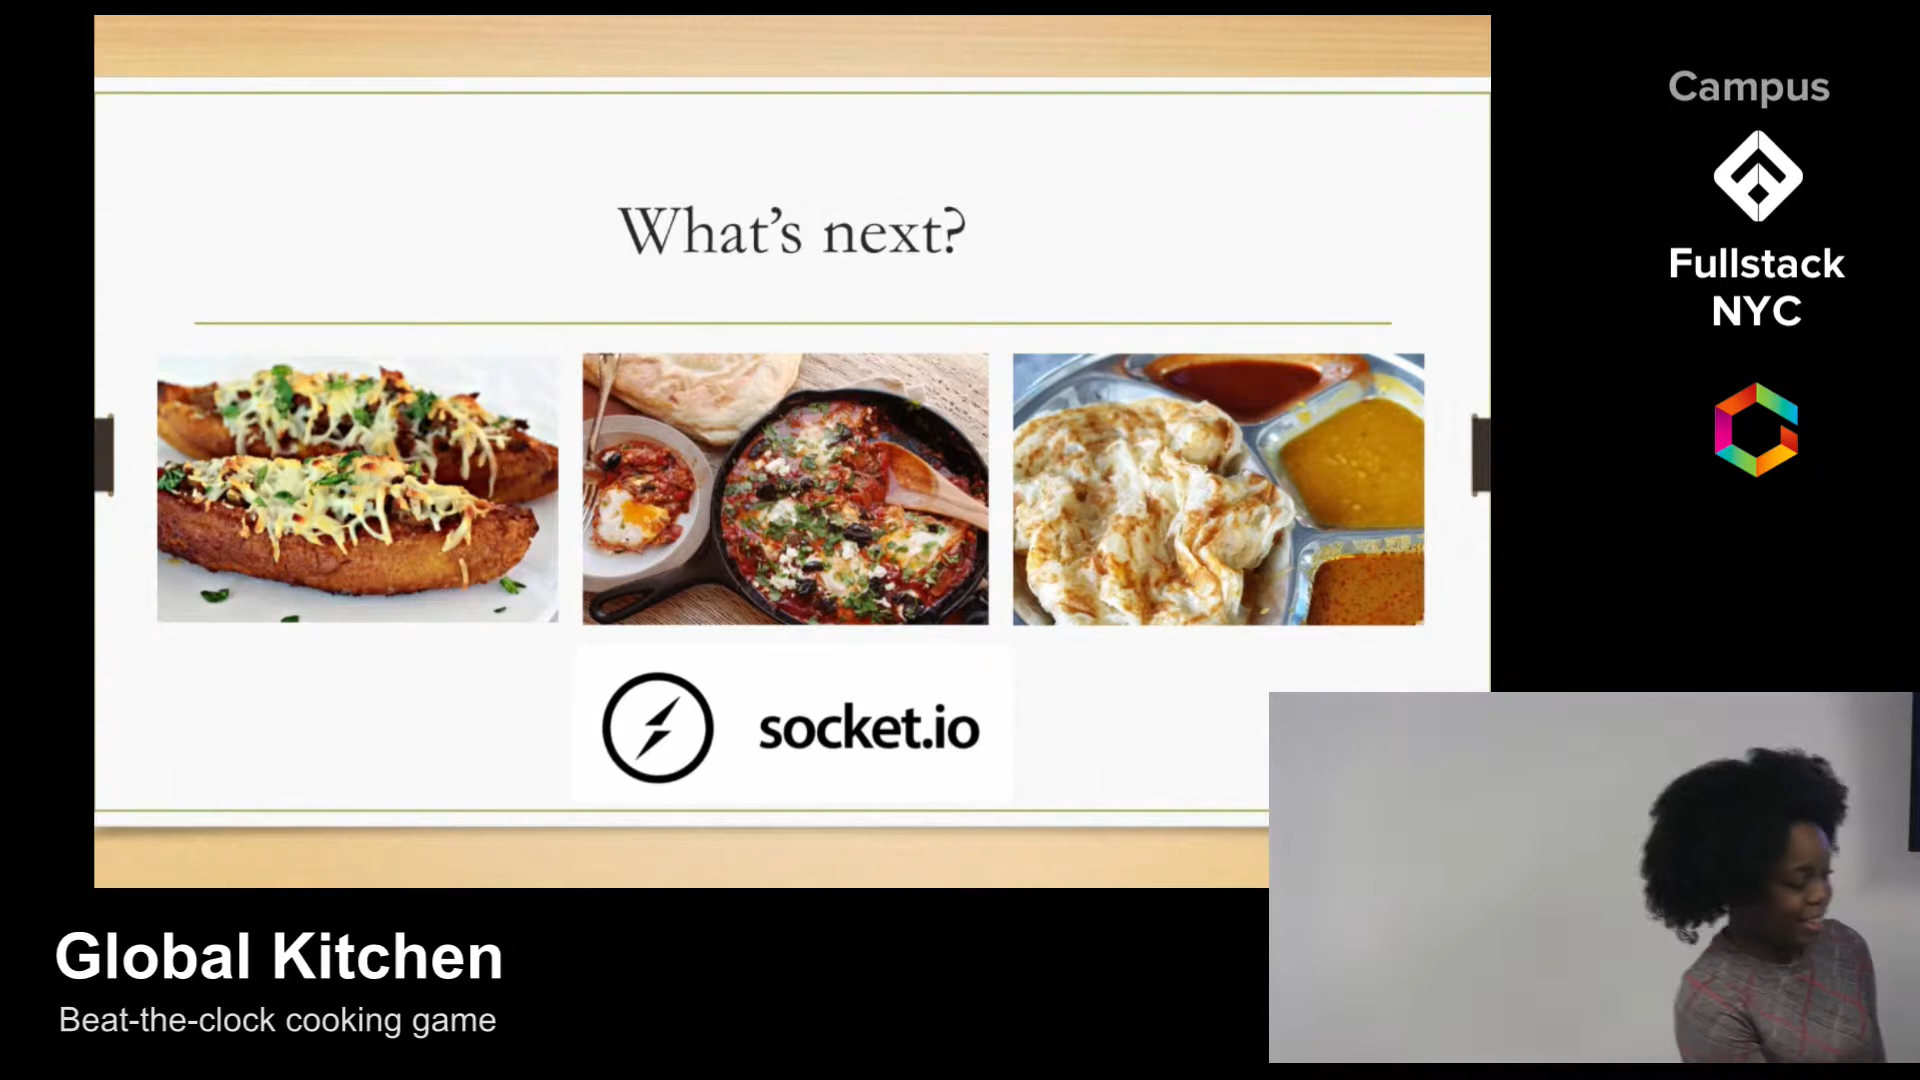 What's next?
socket.io
Campus
Fullstack
NYC
Global Kitchen
Beat-the-clock cooking game